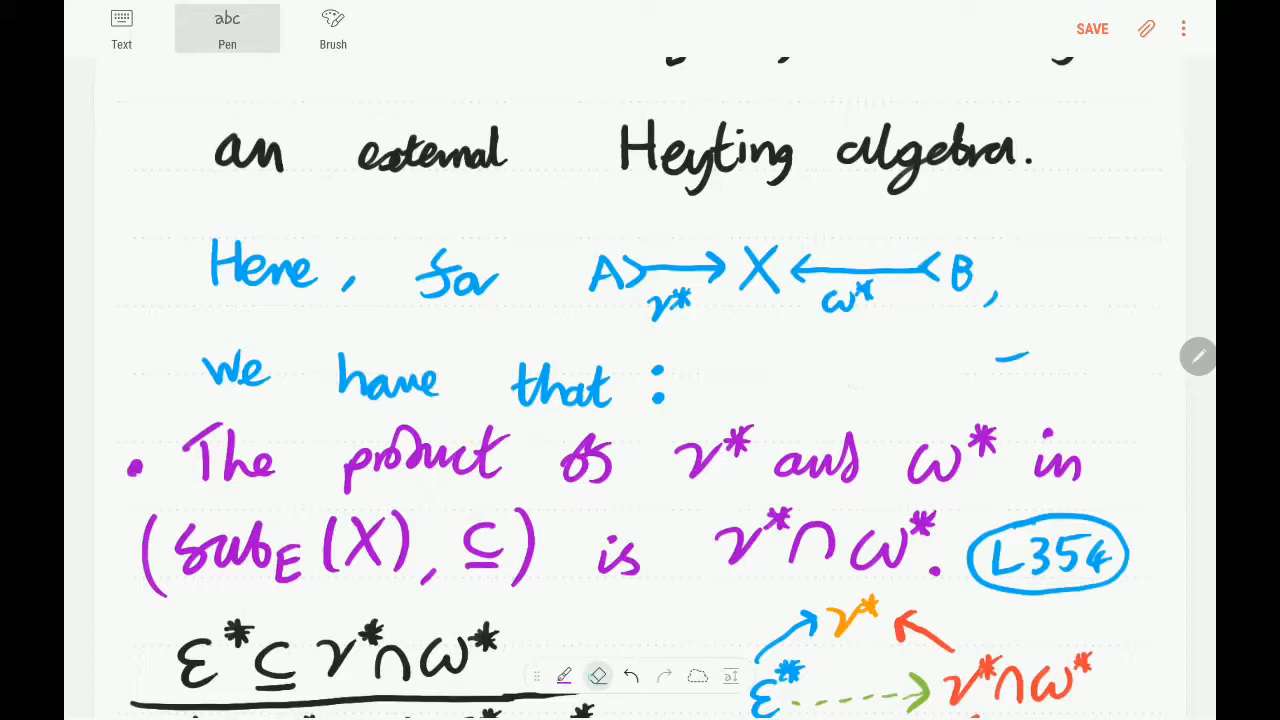 Text
abc
Pen
Brush
SAVE
an external Heyting algebra.
Here, for A ↣ X ↢ B,
γ* ω*
we have that :
• The product of γ* and ω* in
(Sub_E(X), ⊆) is γ* ∩ ω*. L354
ε* ⊆ γ* ∩ ω*
γ*
ε* γ* ∩ ω*